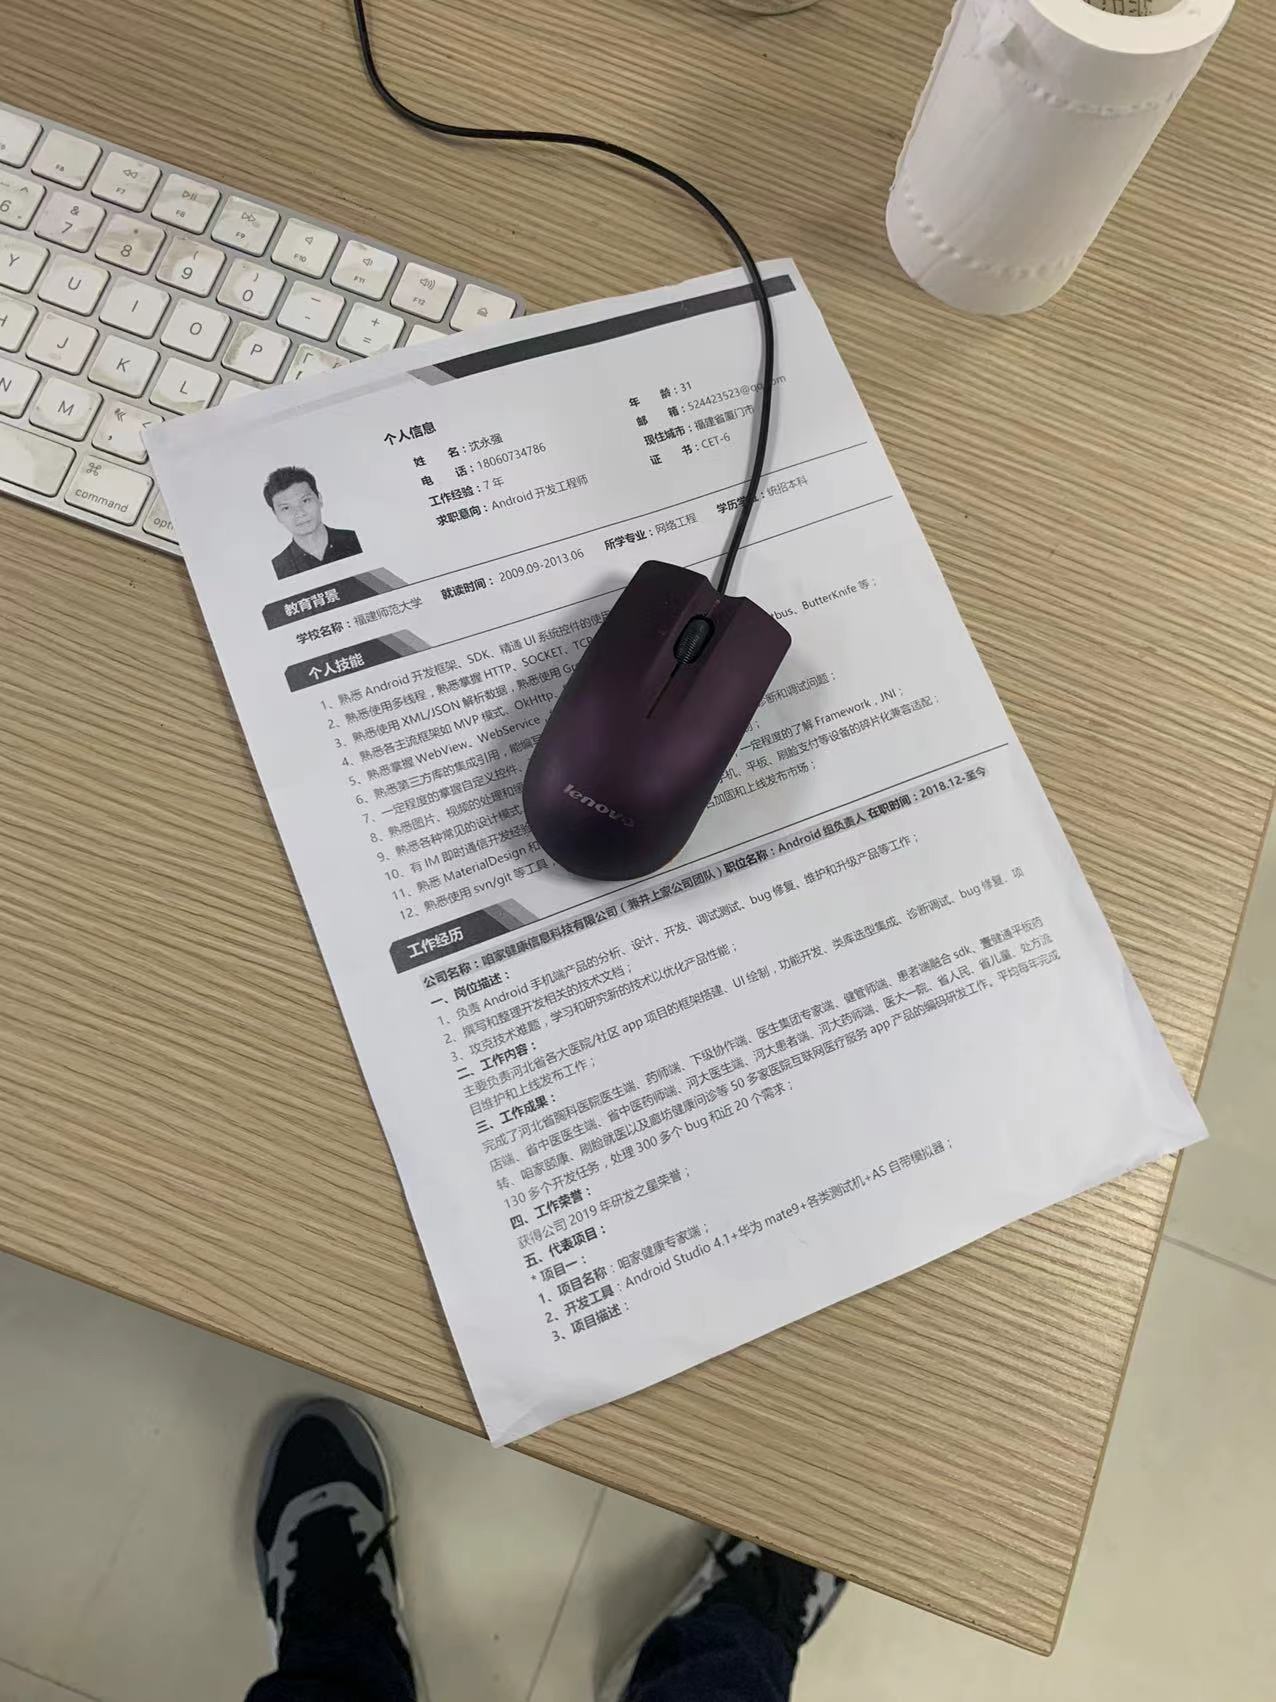 F6
F7
F8
F9
F10
F11
F12
6
&
7
*
8
(
9
)
0
Y
U
I
O
P
H
J
K
L
N
M
<
command
个人信息
姓 名：沈永强
年 龄：31
电 话：18060734786
邮 箱：524423523@qq.com
工作经验：7 年
现住城市：福建省厦门市
求职意向：Android 开发工程师
证 书：CET-6
教育背景
学校名称：福建师范大学 就读时间：2009.09-2013.06 所学专业：网络工程 学历学位：统招本科
个人技能
1、熟悉 Android 开发框架、SDK、精通 UI 系统控件的使用
2、熟悉使用多线程，熟悉掌握 HTTP、SOCKET、TCP
3、熟悉使用 XML/JSON 解析数据，熟悉使用 bus、ButterKnife 等；
4、熟悉各主流框架如 MVP 模式、OkHttp、
5、熟悉掌握 WebView、WebService 诊断和调试问题；
6、熟悉第三方库的集成引用，能编写
7、一定程度的掌握自定义控件、 一定程度的了解 Framework，JNI；
8、熟悉图片、视频的处理和 手机、平板、刷脸支付等设备的碎片化兼容适配；
9、熟悉各种常见的设计模式
10、有 IM 即时通信开发经验 加固和上线发布市场；
11、熟悉 MaterialDesign 和
12、熟悉使用 svn/git 等工具；
工作经历
公司名称：咱家健康信息科技有限公司（兼并上家公司团队）职位名称：Android 组负责人 在职时间：2018.12-至今
一、岗位描述：
1、负责 Android 手机端产品的分析、设计、开发、调试测试、bug 修复、维护和升级产品等工作；
2、撰写和整理开发相关的技术文档；
3、攻克技术难题，学习和研究新的技术以优化产品性能；
二、工作内容：
主要负责河北省各大医院/社区 app 项目的框架搭建、UI 绘制，功能开发、类库选型集成、诊断调试、bug 修复、项
目维护和上线发布工作；
三、工作成果：
完成了河北省胸科医院医生端、药师端、下级协作端、医生集团专家端、健管师端、患者端融合 sdk、壹健通平板药
店端、省中医医生端、省中医药师端、河大医生端、河大患者端、河大药师端、医大一院、省人民、省儿童、处方流
转、咱家颐康、刷脸就医以及廊坊健康问诊等 50 多家医院互联网医疗服务 app 产品的编码研发工作。平均每年完成
130 多个开发任务，处理 300 多个 bug 和近 20 个需求；
四、工作荣誉：
获得公司 2019 年研发之星荣誉；
五、代表项目：
* 项目一：
1、项目名称：咱家健康专家端；
2、开发工具：Android Studio 4.1+华为 mate9+各类测试机+AS 自带模拟器；
3、项目描述：
lenovo